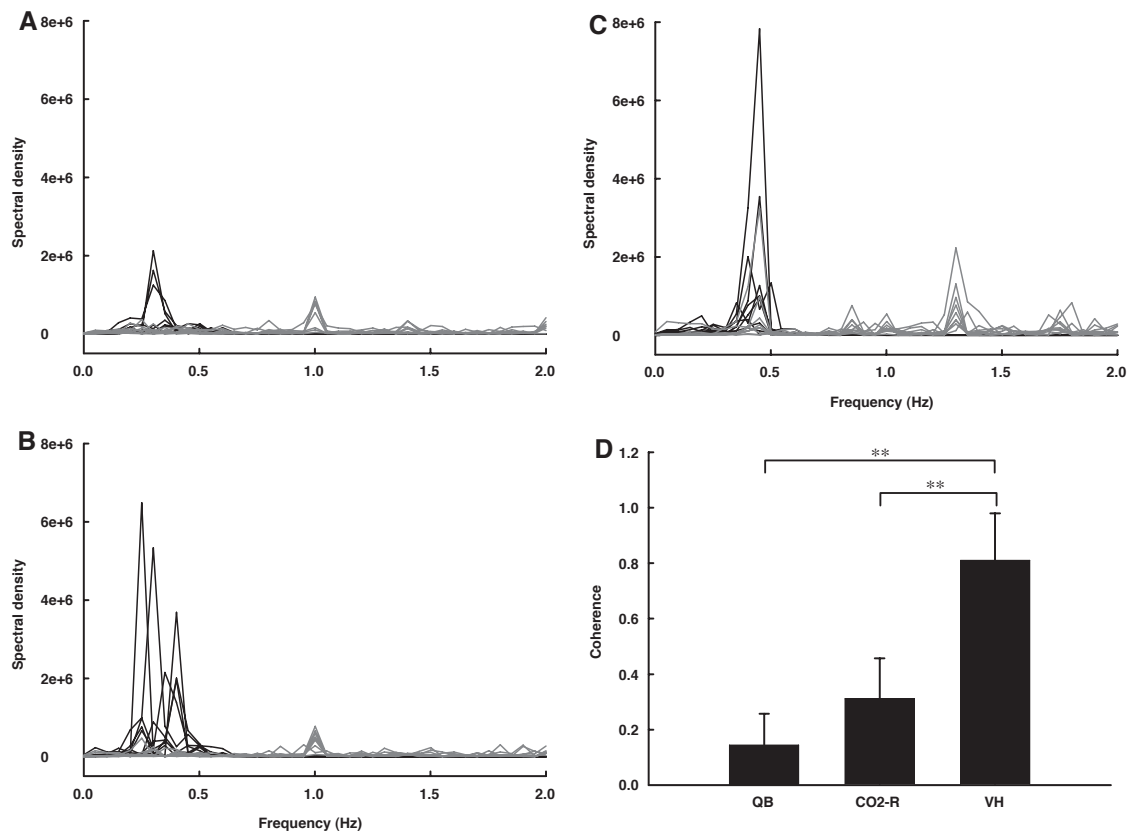 A
8e+6
6e+6
4e+6
2e+6
0
Spectral density
0.0 0.5 1.0 1.5 2.0
B
8e+6
6e+6
4e+6
2e+6
0
Spectral density
0.0 0.5 1.0 1.5 2.0
Frequency (Hz)
C
8e+6
6e+6
4e+6
2e+6
0
Spectral density
0.0 0.5 1.0 1.5 2.0
Frequency (Hz)
D
1.2
1.0
0.8
0.6
0.4
0.2
0.0
Coherence
**
**
QB CO2-R VH